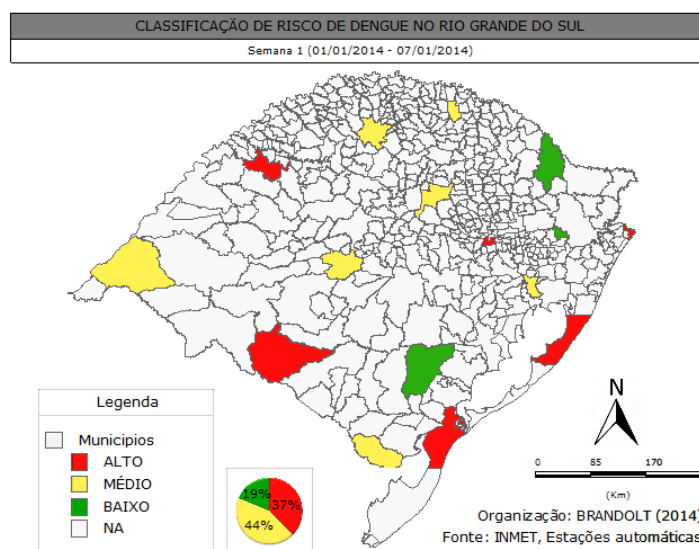 CLASSIFICAÇÃO DE RISCO DE DENGUE NO RIO GRANDE DO SUL
Semana 1 (01/01/2014 - 07/01/2014)
Legenda
Municipios
ALTO
MÉDIO
BAIXO
NA
19%
37%
44%
N
0 85 170
(Km)
Organização: BRANDOLT (2014)
Fonte: INMET, Estações automáticas